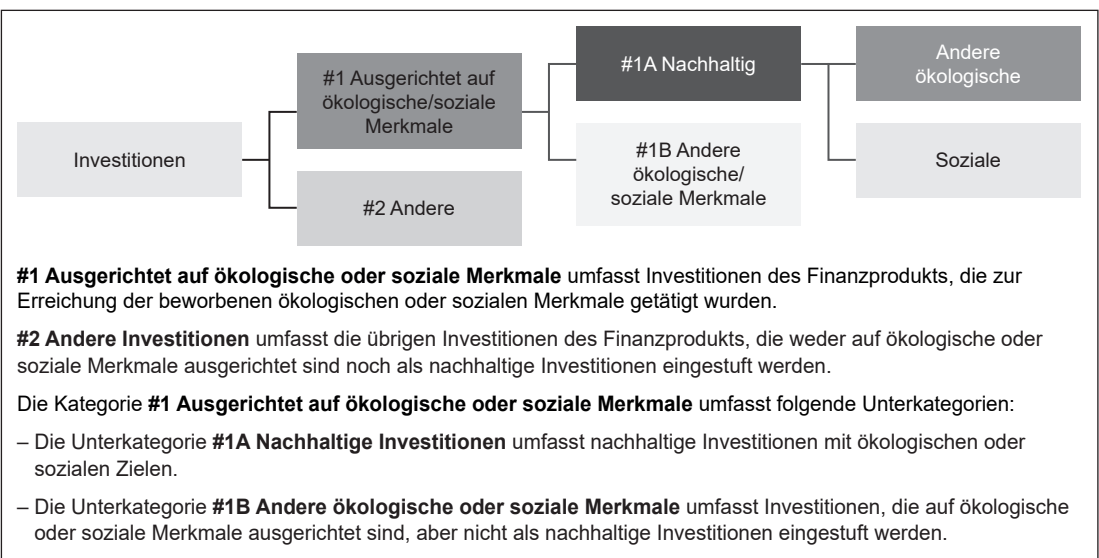 Investitionen
#1 Ausgerichtet auf
ökologische/soziale
Merkmale
#2 Andere
#1A Nachhaltig
#1B Andere
ökologische/
soziale Merkmale
Andere
ökologische
Soziale
#1 Ausgerichtet auf ökologische oder soziale Merkmale umfasst Investitionen des Finanzprodukts, die zur
Erreichung der beworbenen ökologischen oder sozialen Merkmale getätigt wurden.
#2 Andere Investitionen umfasst die übrigen Investitionen des Finanzprodukts, die weder auf ökologische oder
soziale Merkmale ausgerichtet sind noch als nachhaltige Investitionen eingestuft werden.
Die Kategorie #1 Ausgerichtet auf ökologische oder soziale Merkmale umfasst folgende Unterkategorien:
– Die Unterkategorie #1A Nachhaltige Investitionen umfasst nachhaltige Investitionen mit ökologischen oder
sozialen Zielen.
– Die Unterkategorie #1B Andere ökologische oder soziale Merkmale umfasst Investitionen, die auf ökologische
oder soziale Merkmale ausgerichtet sind, aber nicht als nachhaltige Investitionen eingestuft werden.